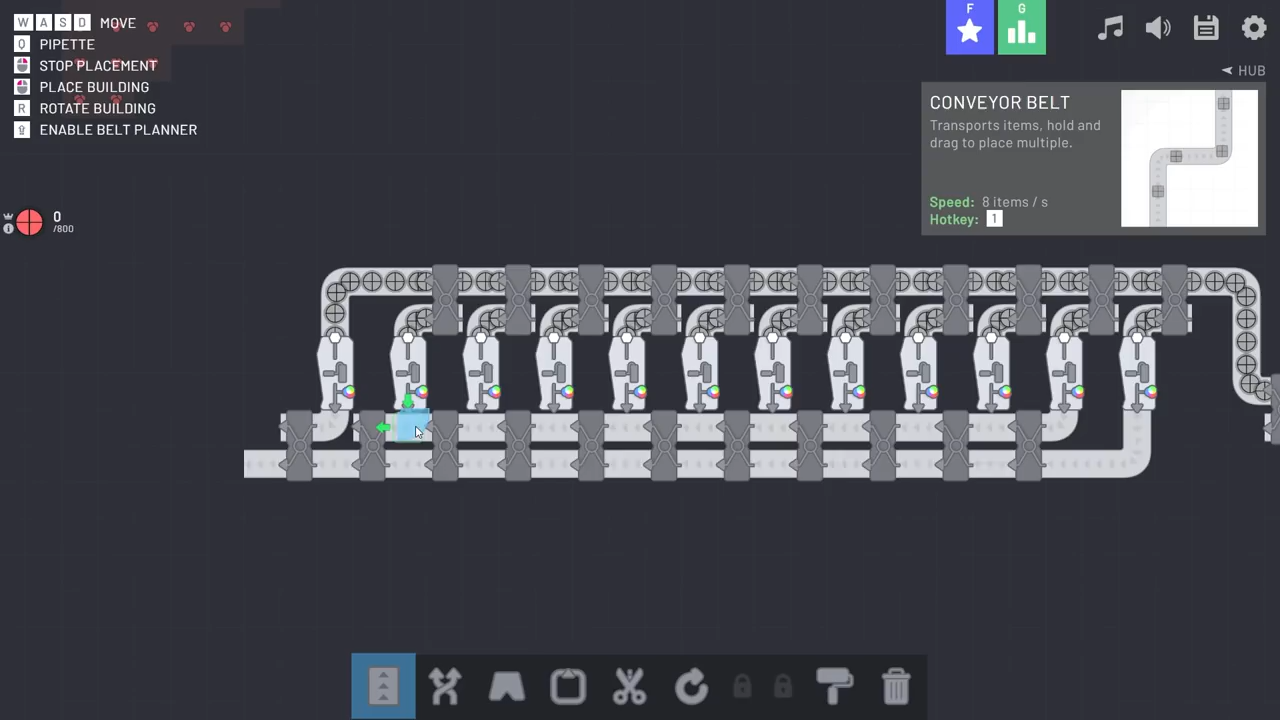 W A S D MOVE
Q PIPETTE
STOP PLACEMENT
PLACE BUILDING
R ROTATE BUILDING
⇧ ENABLE BELT PLANNER
0
/800
F
G
HUB
CONVEYOR BELT
Transports items, hold and
drag to place multiple.
Speed: 8 items / s
Hotkey: 1